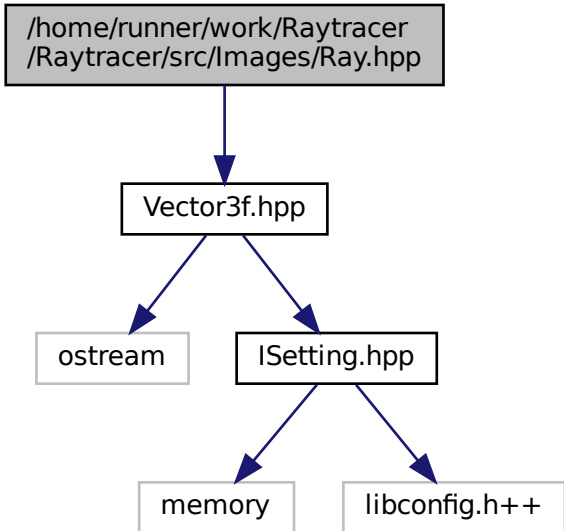 /home/runner/work/Raytracer
/Raytracer/src/Images/Ray.hpp
Vector3f.hpp
ostream
ISetting.hpp
memory
libconfig.h++